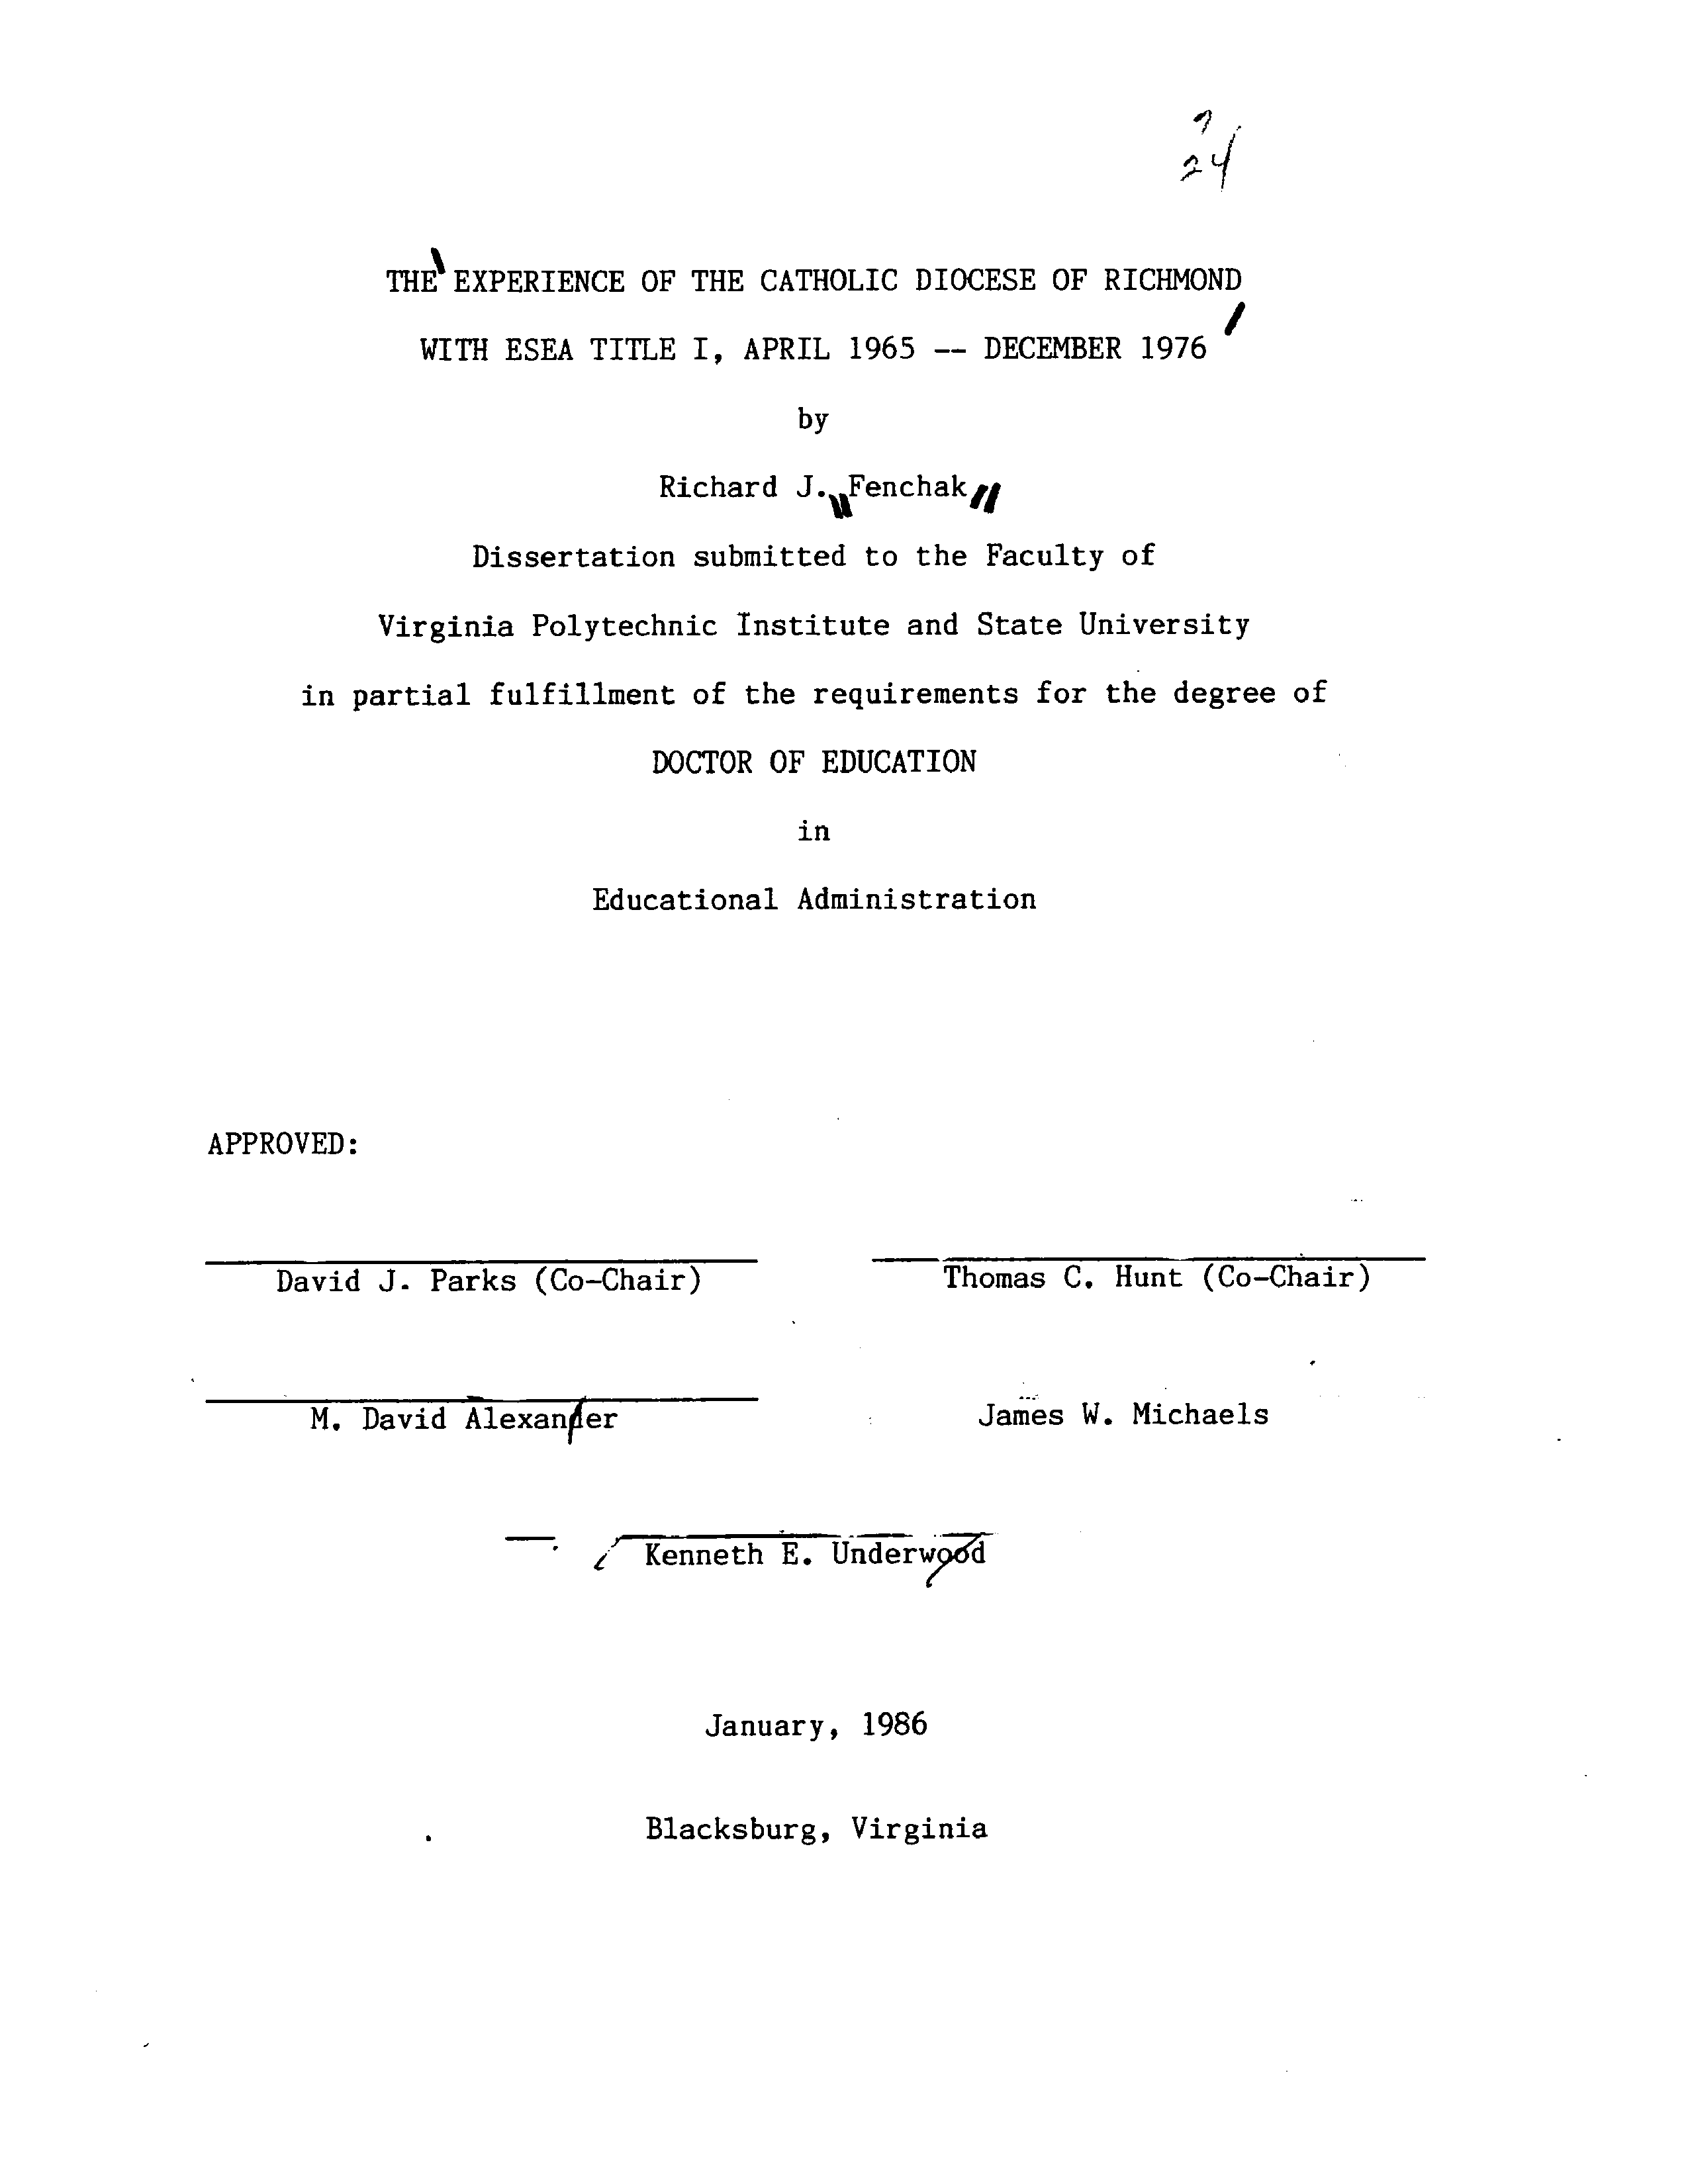 24
THE EXPERIENCE OF THE CATHOLIC DIOCESE OF RICHMOND
WITH ESEA TITLE I, APRIL 1965 -- DECEMBER 1976
by
Richard J. Fenchak
Dissertation submitted to the Faculty of
Virginia Polytechnic Institute and State University
in partial fulfillment of the requirements for the degree of
DOCTOR OF EDUCATION
in
Educational Administration
APPROVED:
David J. Parks (Co-Chair) Thomas C. Hunt (Co-Chair)
M. David Alexander James W. Michaels
Kenneth E. Underwood
January, 1986
Blacksburg, Virginia